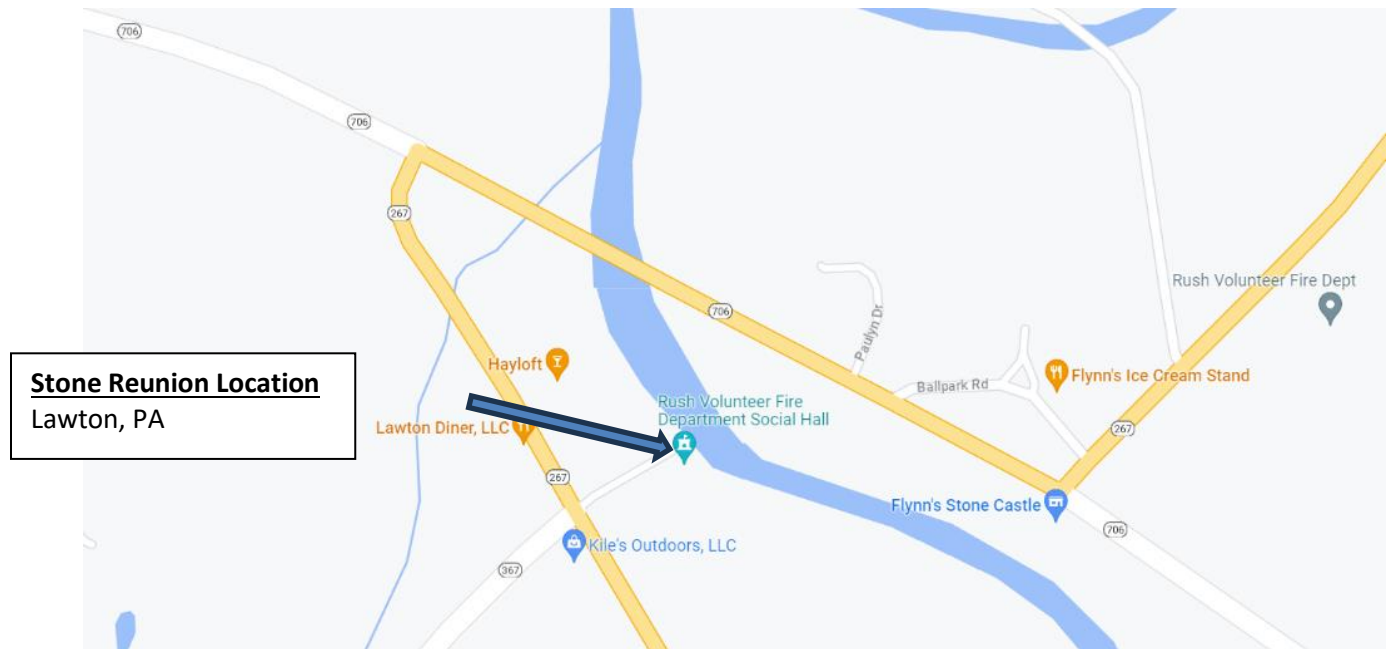 706
706
267
706
Rush Volunteer Fire Dept
Paulyn Dr
Stone Reunion Location
Lawton, PA
Hayloft
Ballpark Rd
Flynn's Ice Cream Stand
Rush Volunteer Fire
Department Social Hall
Lawton Diner, LLC
267
267
Flynn's Stone Castle
706
Kile's Outdoors, LLC
367